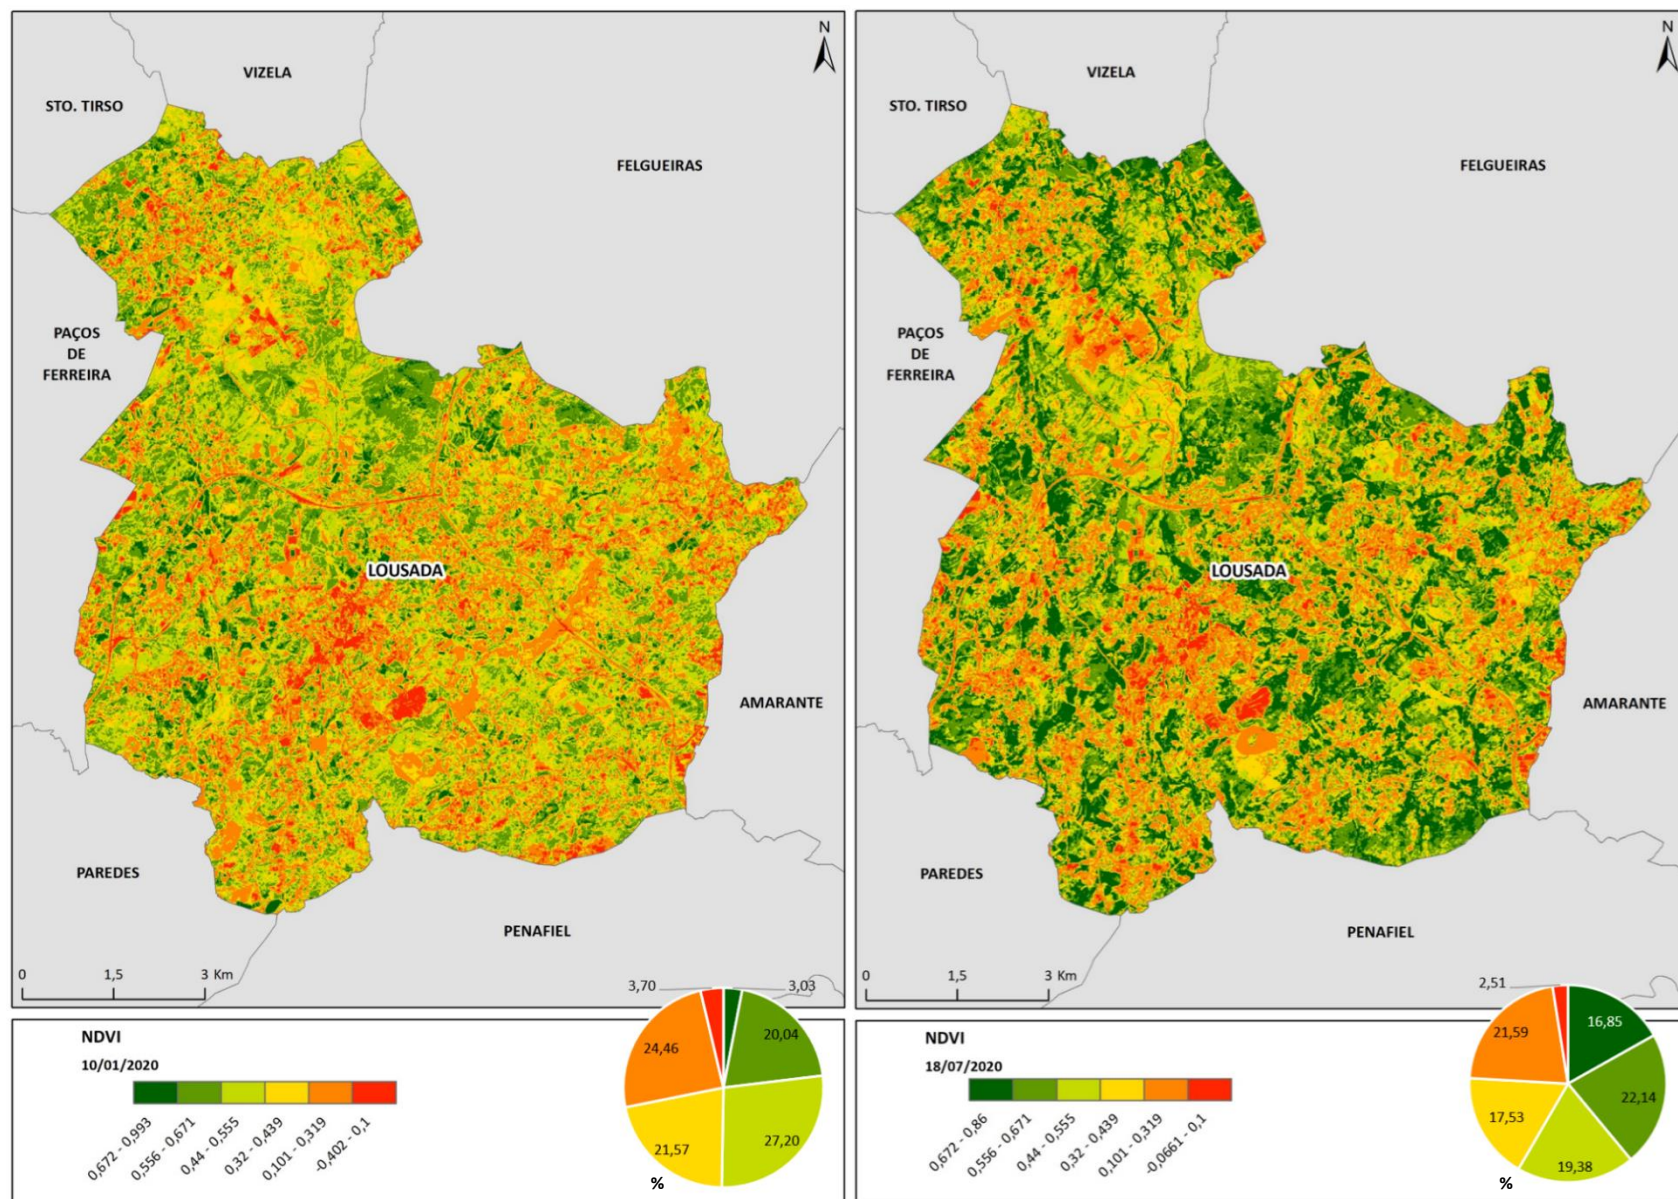 N
VIZELA
STO. TIRSO
FELGUEIRAS
PAÇOS
DE
FERREIRA
LOUSADA
AMARANTE
PAREDES
PENAFIEL
0 1,5 3 Km
3,70 3,03
NDVI
10/01/2020
0,672 - 0,993
0,556 - 0,671
0,44 - 0,555
0,32 - 0,439
0,101 - 0,319
-0,402 - 0,1
20,04
24,46
21,57
27,20
%
N
VIZELA
STO. TIRSO
FELGUEIRAS
PAÇOS
DE
FERREIRA
LOUSADA
AMARANTE
PAREDES
PENAFIEL
0 1,5 3 Km
2,51
NDVI
18/07/2020
0,672 - 0,86
0,556 - 0,671
0,44 - 0,555
0,32 - 0,439
0,101 - 0,319
-0,0661 - 0,1
16,85
21,59
22,14
17,53
19,38
%